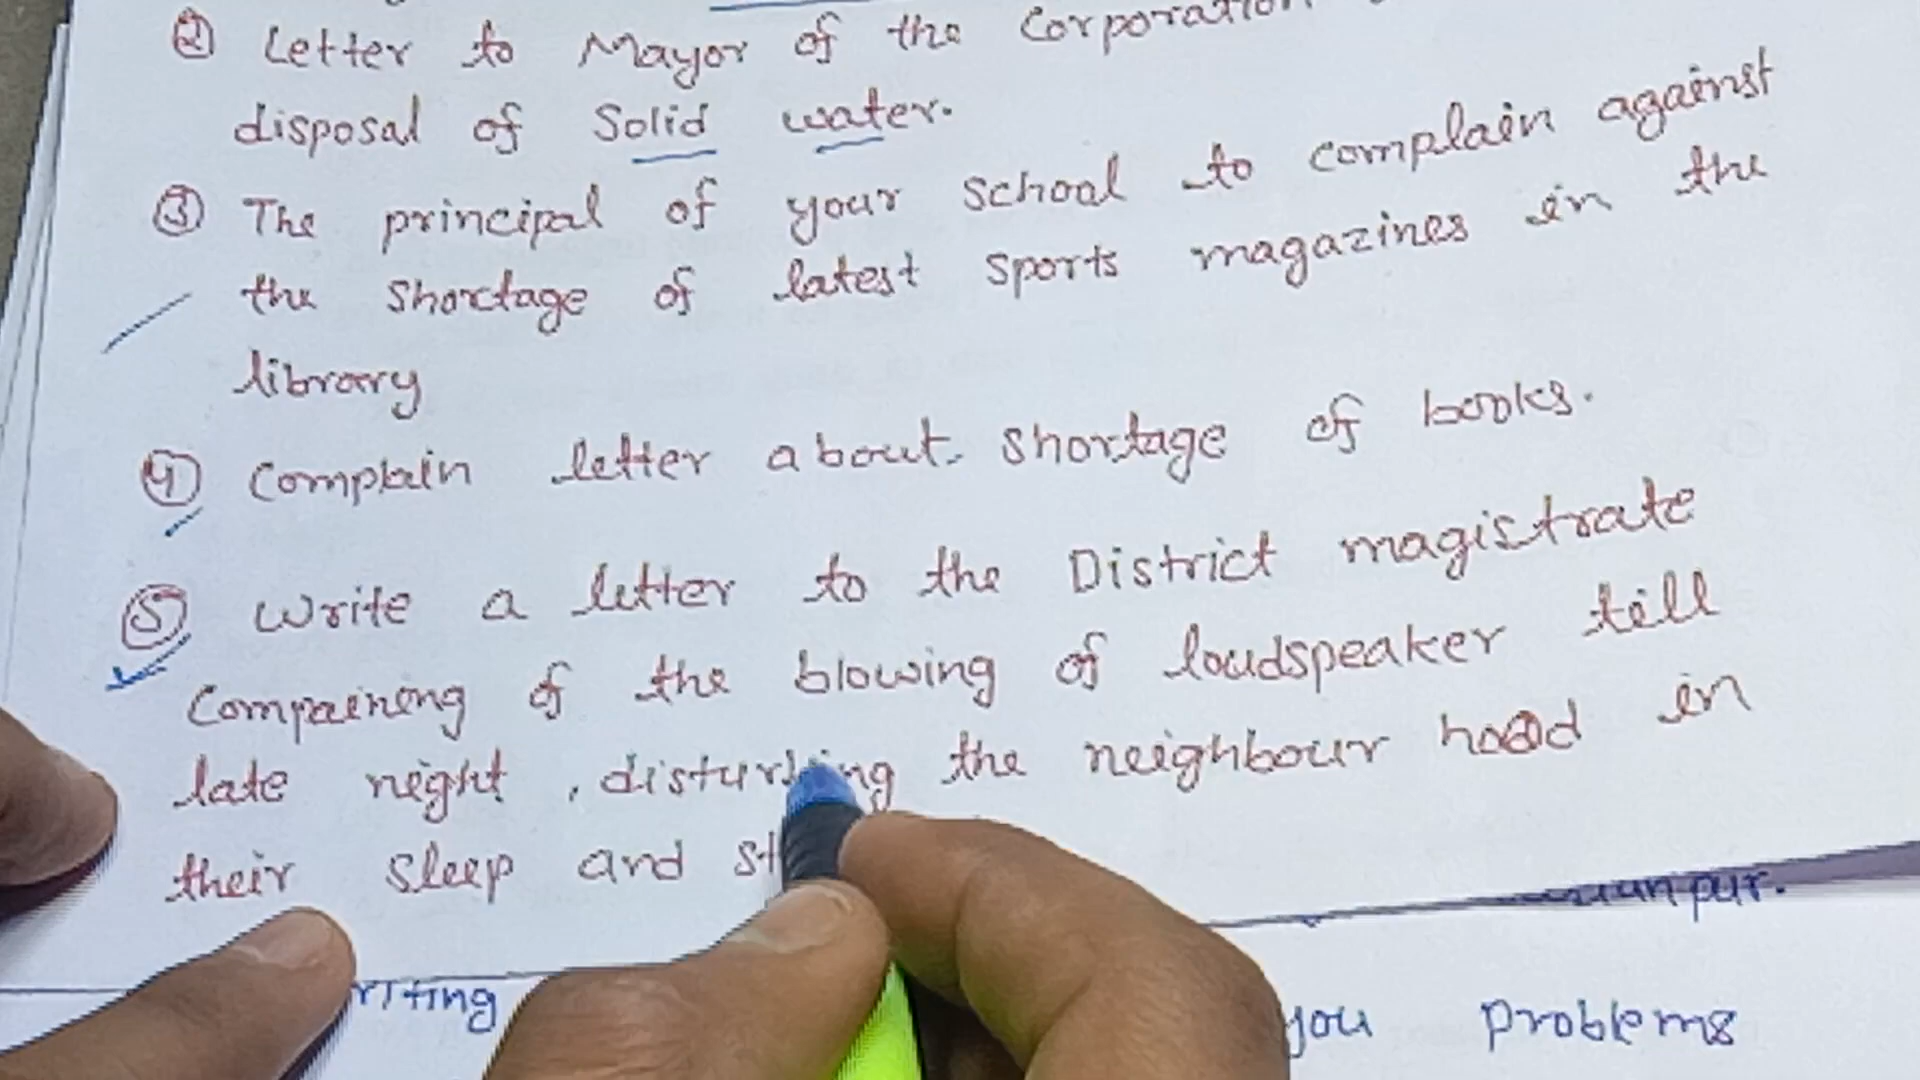 ② Letter to Mayor of the Corporation
disposal of Solid water.
③ The principal of your school to complain against
the shortage of latest sports magazines in the
library
④ Complain letter about shortage of books.
⑤ Write a letter to the District magistrate
Compaining of the blowing of loudspeaker till
late night, disturbing the neighbour hood in
their sleep and
you problems